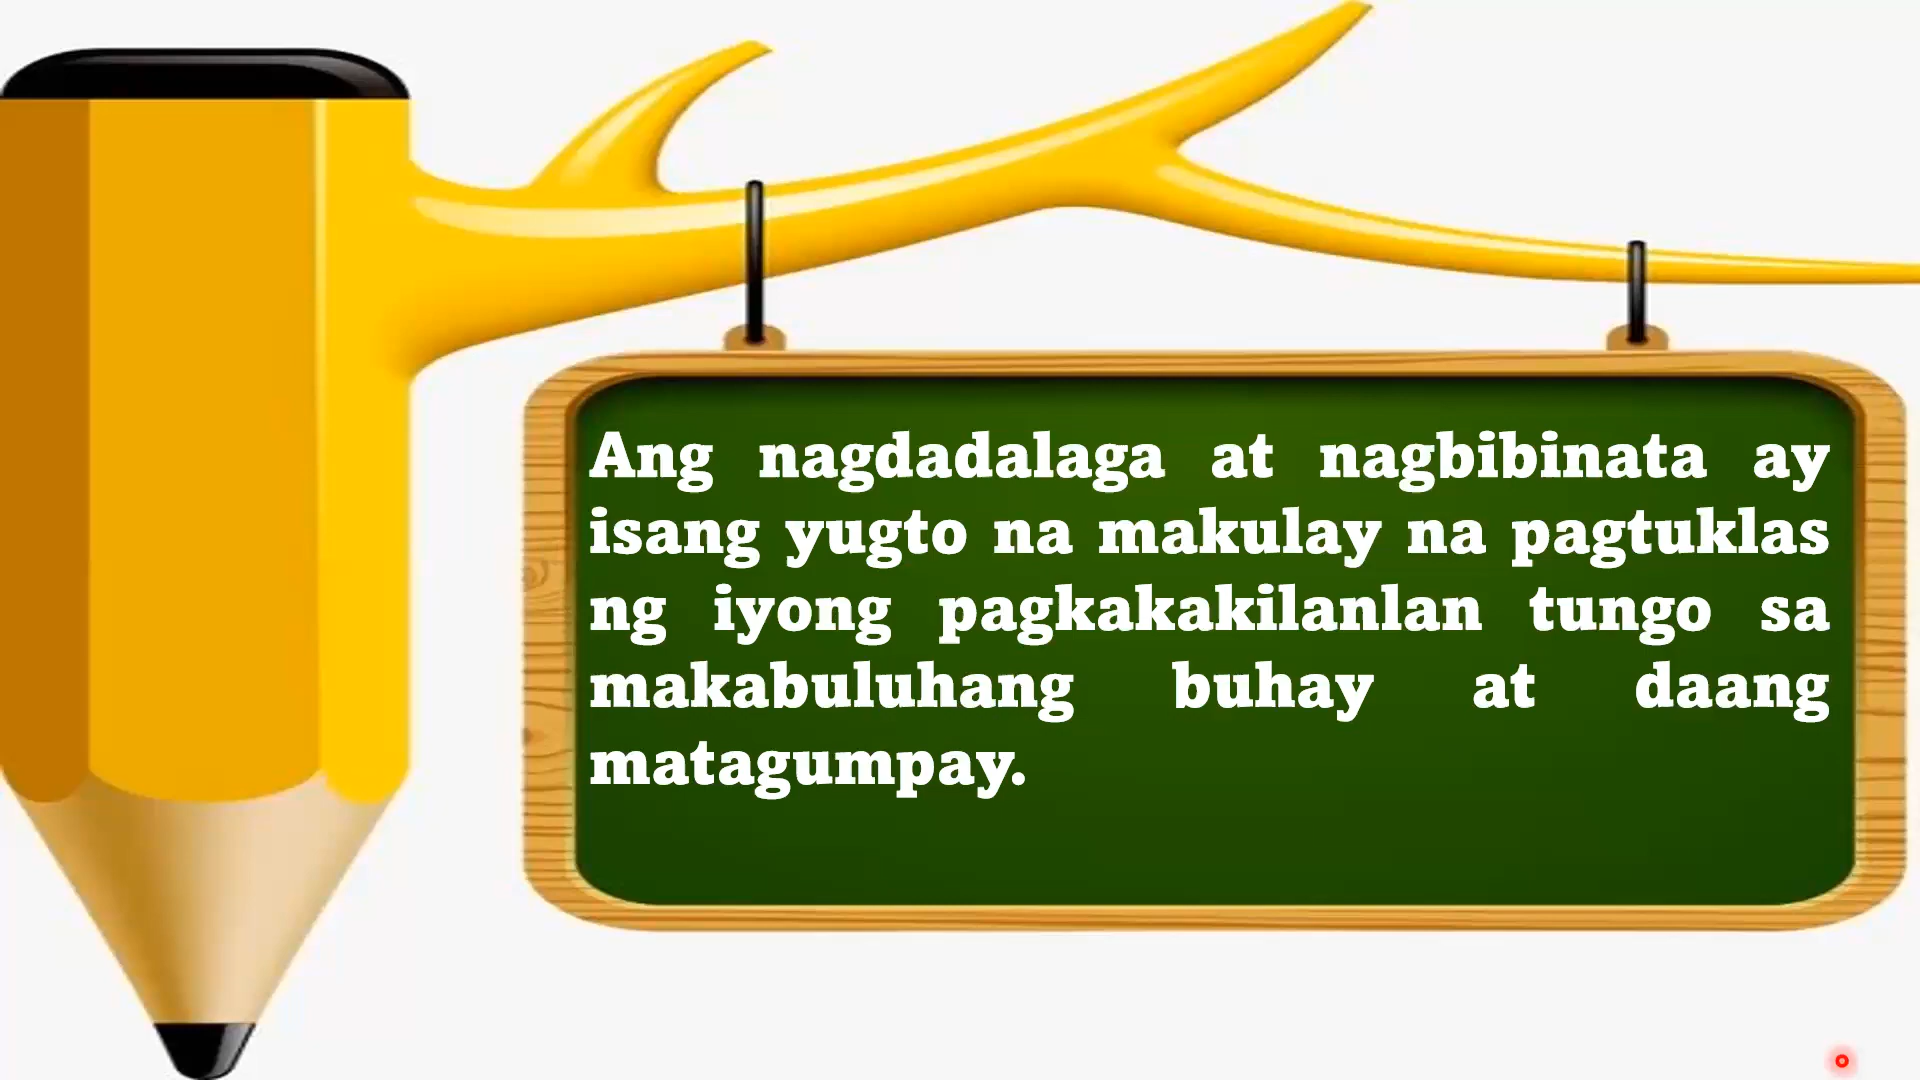 Ang nagdadalaga at nagbibinata ay
isang yugto na makulay na pagtuklas
ng iyong pagkakakilanlan tungo sa
makabuluhang buhay at daang
matagumpay.